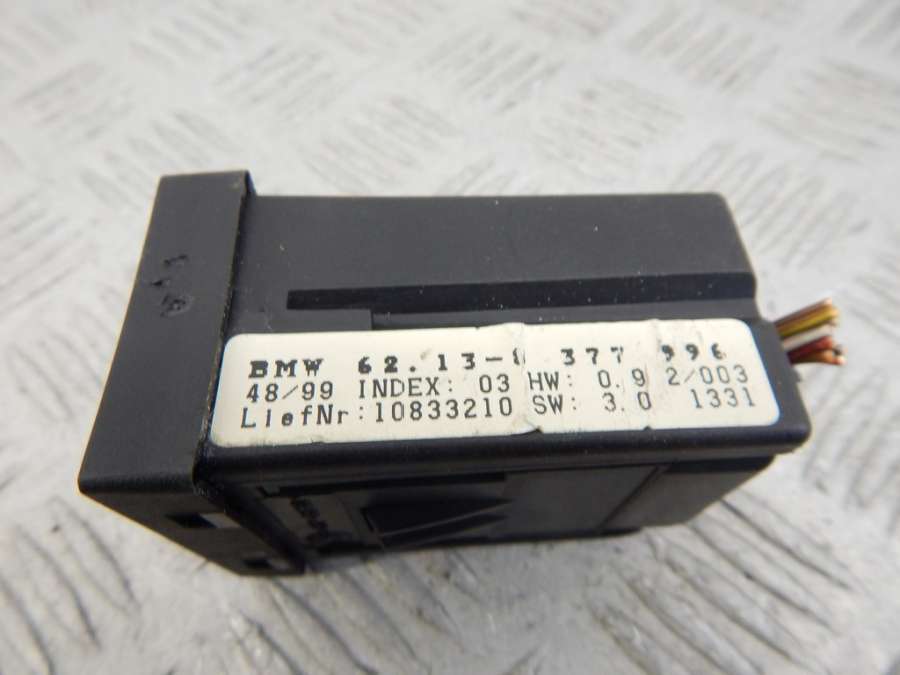 BMW 62.13-8 377 996
48/99 INDEX: 03 HW: 0.9 2/003
LiefNr:10833210 SW: 3.0 1331